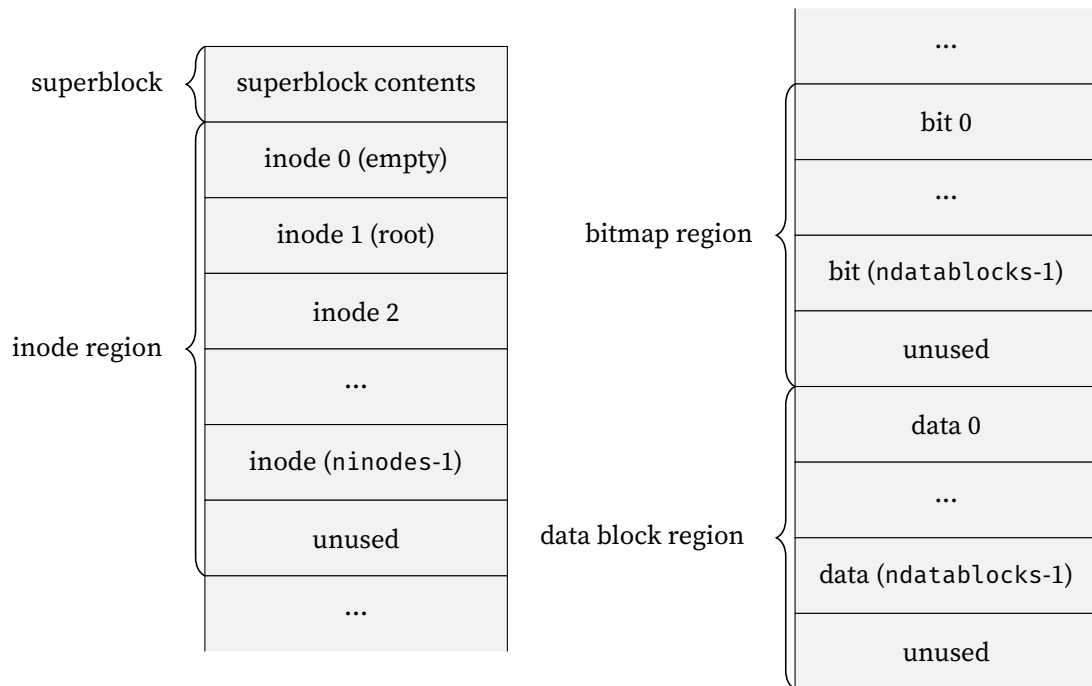 superblock
superblock contents
inode region
inode 0 (empty)
inode 1 (root)
inode 2
...
inode (ninodes-1)
unused
...
...
bitmap region
bit 0
...
bit (ndatablocks-1)
unused
data block region
data 0
...
data (ndatablocks-1)
unused